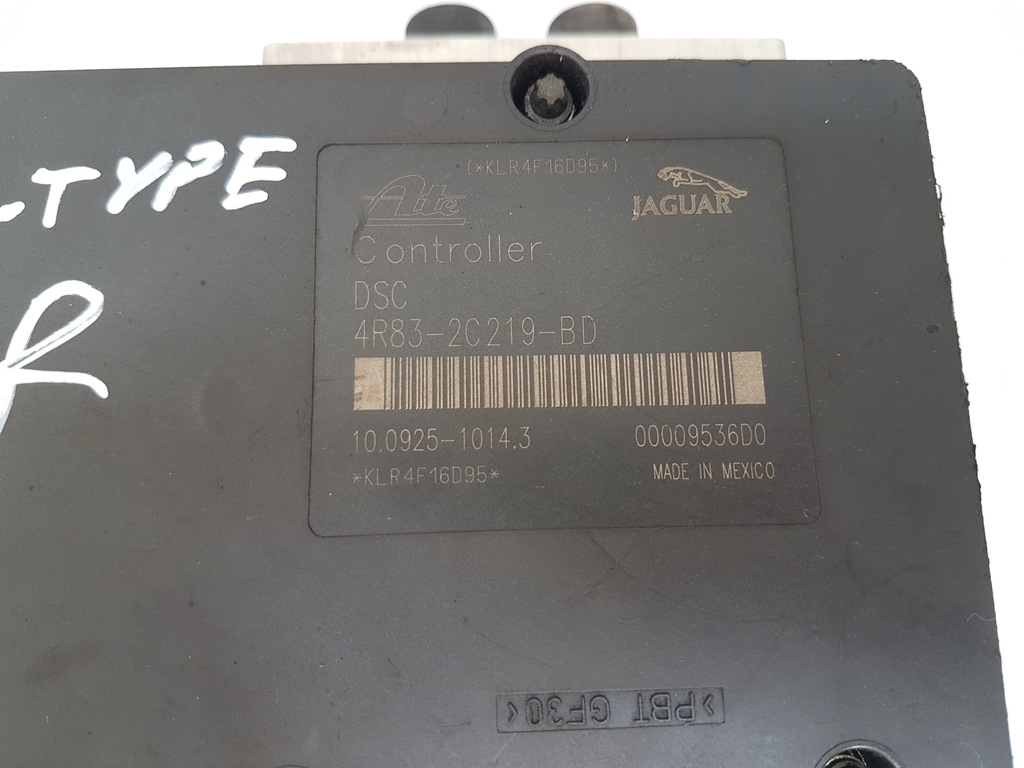 -TYPE
R
(*KLR4F16D95*)
Ate
JAGUAR
Controller
DSC
4R83-2C219-BD
10.0925-1014.3 00009536D0
*KLR4F16D95* MADE IN MEXICO
>PBT GF30<